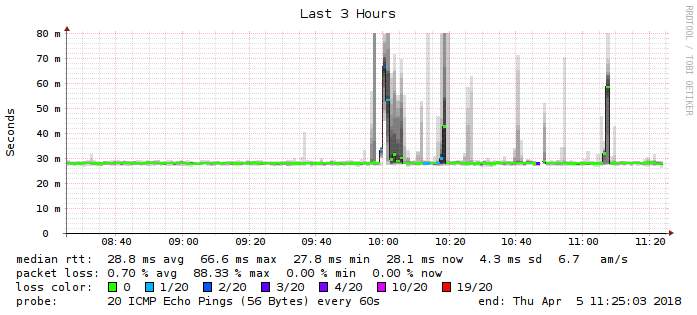 Last 3 Hours
RRDTOOL / TOBI OETIKER
Seconds
80 m
70 m
60 m
50 m
40 m
30 m
20 m
10 m
0
08:40 09:00 09:20 09:40 10:00 10:20 10:40 11:00 11:20
median rtt: 28.8 ms avg 66.6 ms max 27.8 ms min 28.1 ms now 4.3 ms sd 6.7 am/s
packet loss: 0.70 % avg 88.33 % max 0.00 % min 0.00 % now
loss color: 0 1/20 2/20 3/20 4/20 10/20 19/20
probe: 20 ICMP Echo Pings (56 Bytes) every 60s end: Thu Apr 5 11:25:03 2018